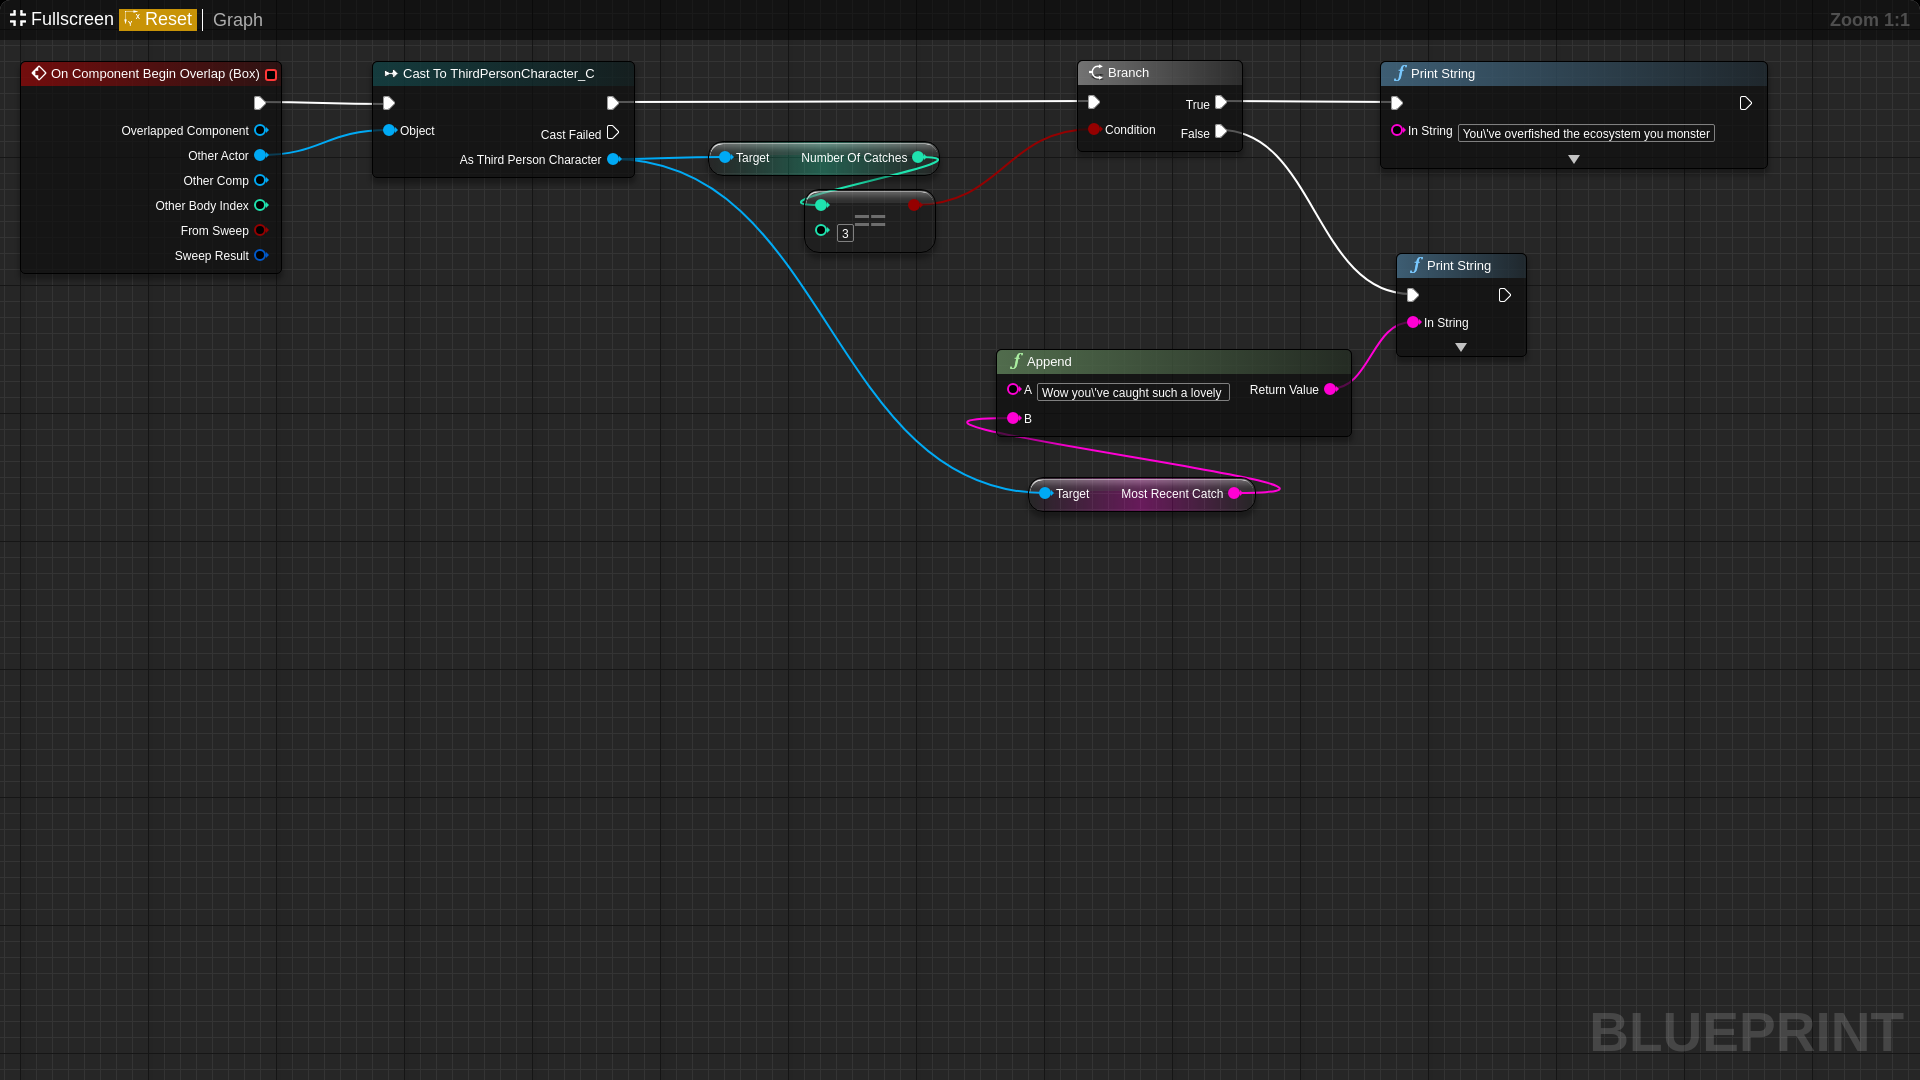 Fullscreen Reset Graph Zoom 1:1
On Component Begin Overlap (Box)
Overlapped Component
Other Actor
Other Comp
Other Body Index
From Sweep
Sweep Result
Cast To ThirdPersonCharacter_C
Object
Cast Failed
As Third Person Character
Target Number Of Catches
==
3
Branch
True
Condition
False
Print String
In String You\'ve overfished the ecosystem you monster
Print String
In String
Append
A Wow you\'ve caught such a lovely Return Value
B
Target Most Recent Catch
BLUEPRINT